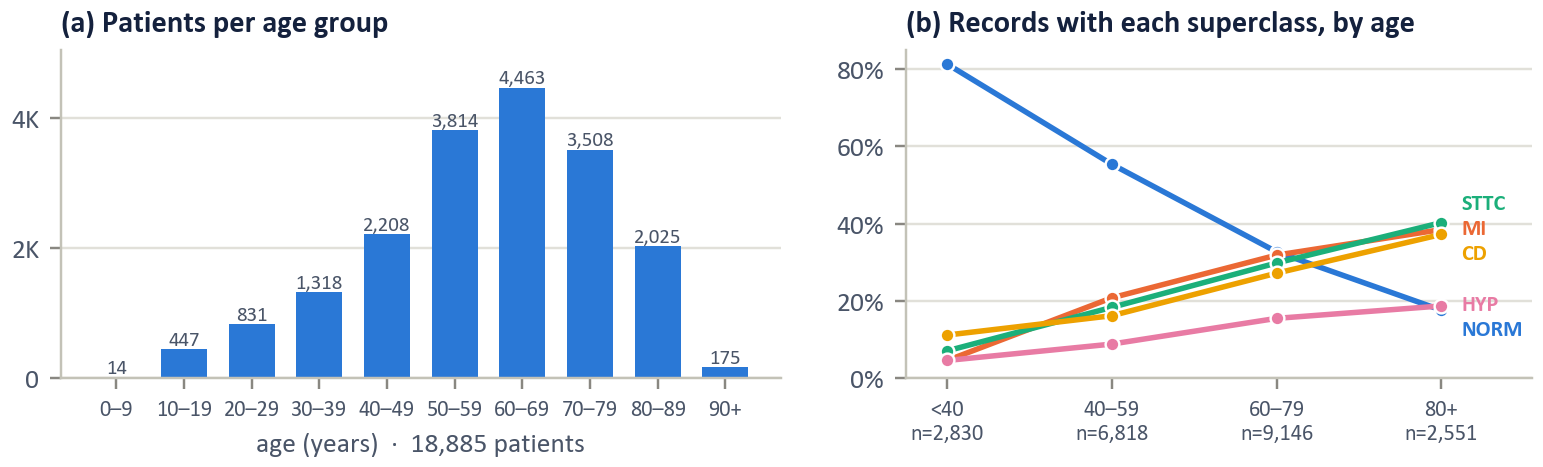 (a) Patients per age group
4K
2K
0
14
447
831
1,318
2,208
3,814
4,463
3,508
2,025
175
0–9 10–19 20–29 30–39 40–49 50–59 60–69 70–79 80–89 90+
age (years) · 18,885 patients
(b) Records with each superclass, by age
80%
60%
40%
20%
0%
STTC
MI
CD
HYP
NORM
<40 40–59 60–79 80+
n=2,830 n=6,818 n=9,146 n=2,551